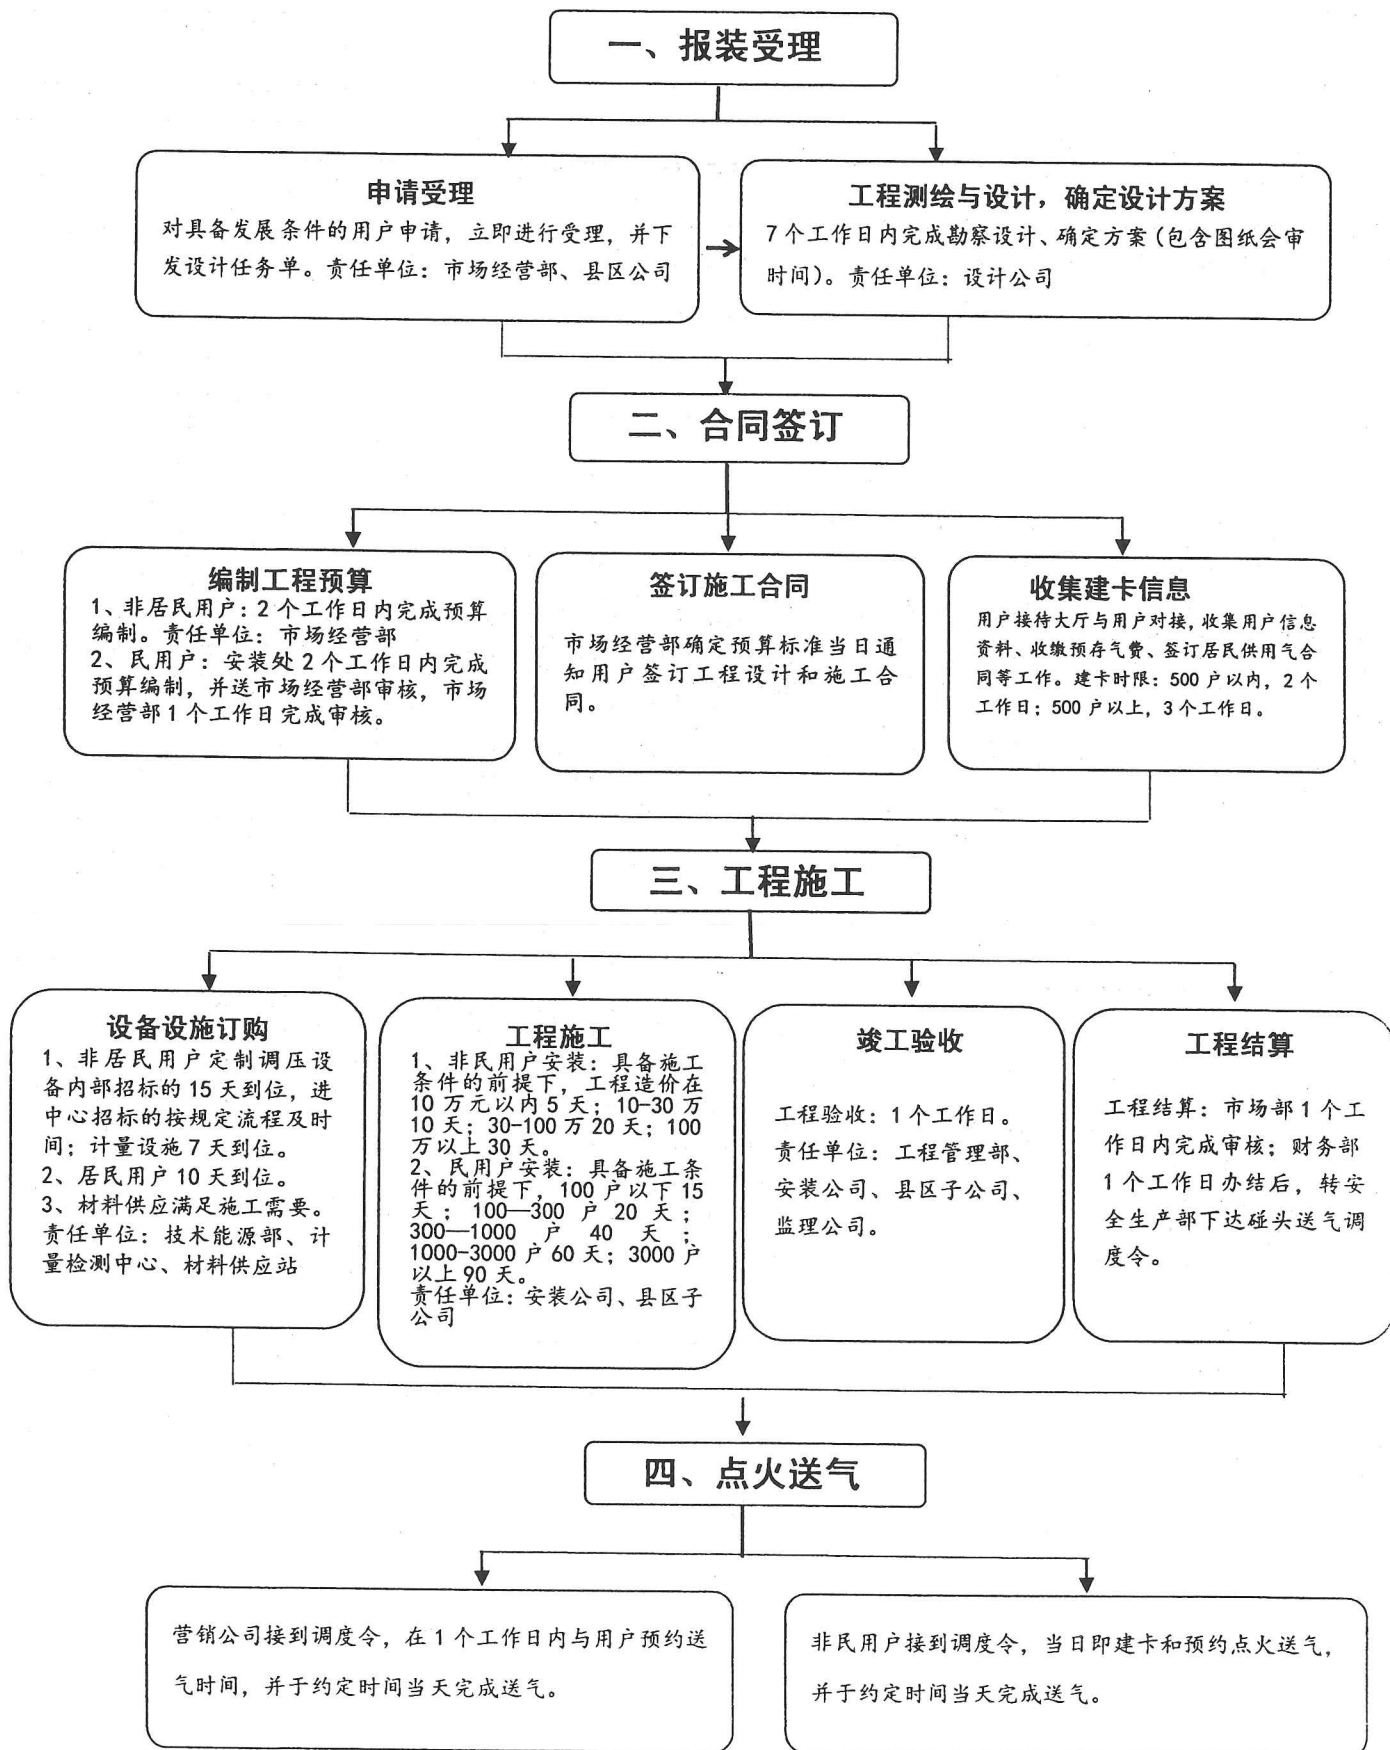 一、报装受理
申请受理
对具备发展条件的用户申请，立即进行受理，并下
发设计任务单。责任单位：市场经营部、县区公司
工程测绘与设计，确定设计方案
7个工作日内完成勘察设计、确定方案（包含图纸会审
时间）。责任单位：设计公司
二、合同签订
编制工程预算
1、非居民用户：2个工作日内完成预算
编制。责任单位：市场经营部
2、民用户：安装处2个工作日内完成
预算编制，并送市场经营部审核，市场
经营部1个工作日完成审核。
签订施工合同
市场经营部确定预算标准当日通
知用户签订工程设计和施工合
同。
收集建卡信息
用户接待大厅与用户对接，收集用户信息
资料、收缴预存气费、签订居民供用气合
同等工作。建卡时限：500户以内，2个
工作日；500户以上，3个工作日。
三、工程施工
设备设施订购
1、非居民用户定制调压设
备内部招标的15天到位，进
中心招标的按规定流程及时
间；计量设施7天到位。
2、居民用户10天到位。
3、材料供应满足施工需要。
责任单位：技术能源部、计
量检测中心、材料供应站
工程施工
1、非民用户安装：具备施工
条件的前提下，工程造价在
10万元以内5天；10-30万
10天；30-100万20天；100
万以上30天。
2、民用户安装：具备施工条
件的前提下，100户以下15
天；100—300户20天；
300—1000户40天；
1000-3000户60天；3000户
以上90天。
责任单位：安装公司、县区子
公司
竣工验收
工程验收：1个工作日。
责任单位：工程管理部、
安装公司、县区子公司、
监理公司。
工程结算
工程结算：市场部1个工
作日内完成审核；财务部
1个工作日办结后，转安
全生产部下达碰头送气调
度令。
四、点火送气
营销公司接到调度令，在1个工作日内与用户预约送
气时间，并于约定时间当天完成送气。
非民用户接到调度令，当日即建卡和预约点火送气，
并于约定时间当天完成送气。